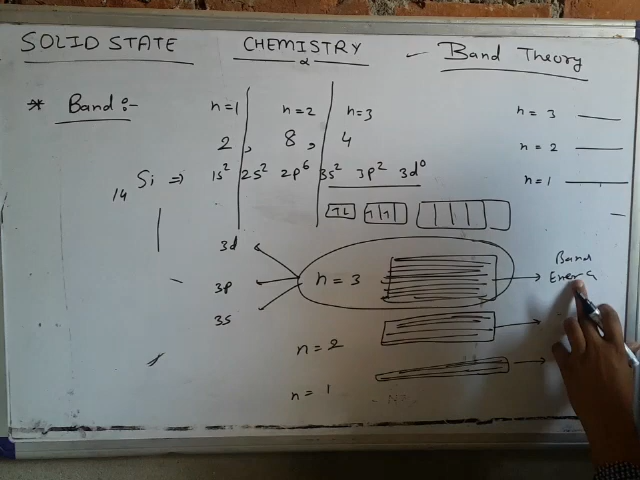 SOLID STATE CHEMISTRY - Band Theory
* Band :-
n=1 n=2 n=3
2, 8, 4
14 Si ⇒ 1s² 2s² 2p⁶ 3s² 3p² 3d⁰
n = 3
n = 2
n = 1
3d
3p
3s
n = 3
n = 2
n = 1
Band
Energ